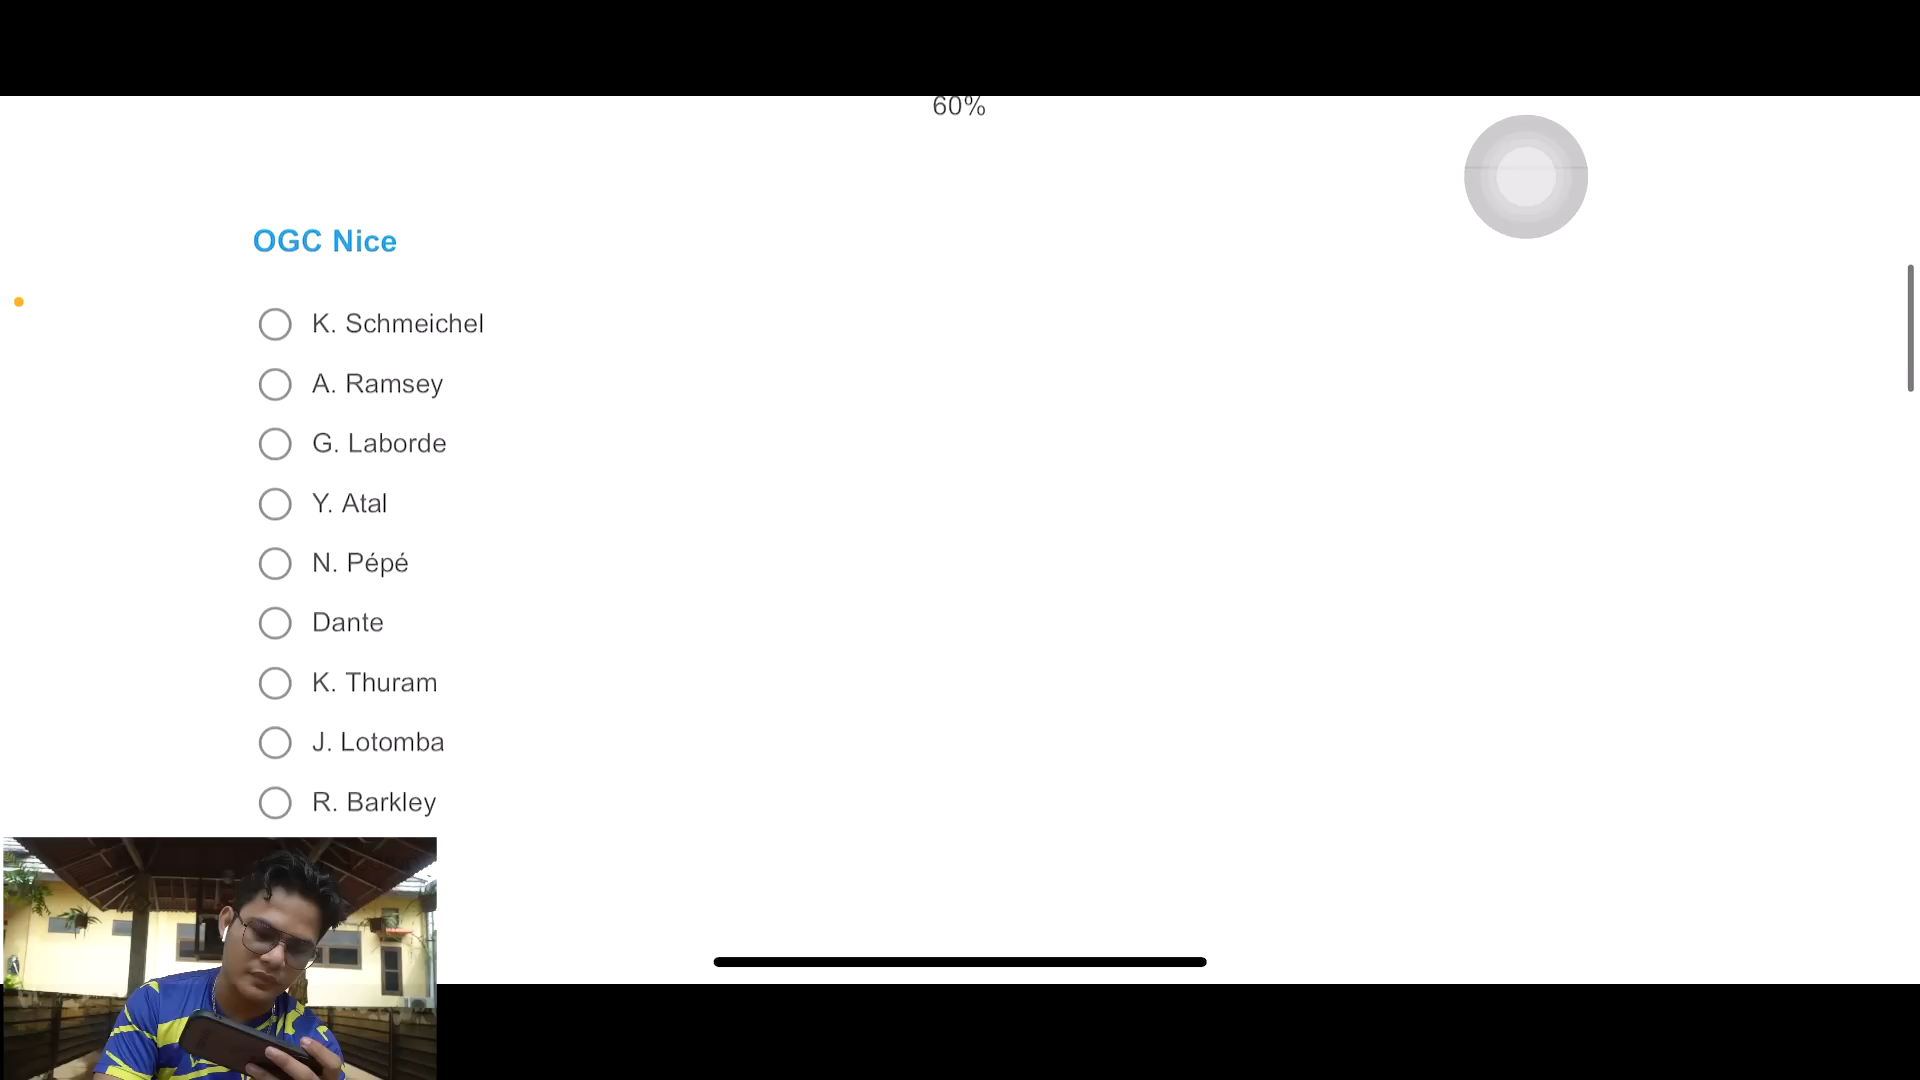 60%
OGC Nice
K. Schmeichel
A. Ramsey
G. Laborde
Y. Atal
N. Pépé
Dante
K. Thuram
J. Lotomba
R. Barkley